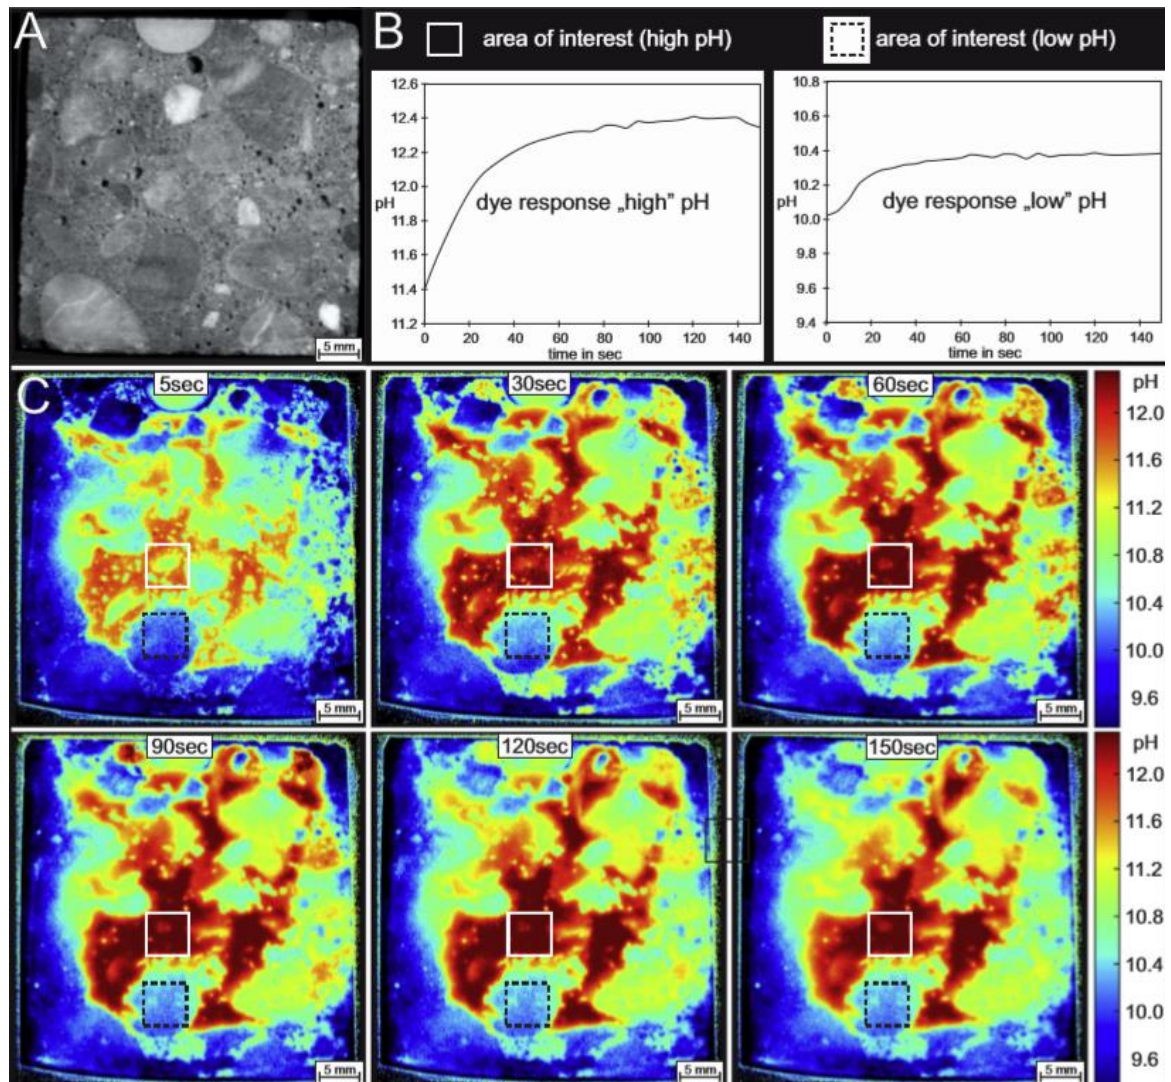 A
5 mm
B
area of interest (high pH)
area of interest (low pH)
12.6
12.4
12.2
12.0
pH
11.8
11.6
11.4
11.2
dye response „high” pH
0 20 40 60 80 100 120 140
time in sec
10.8
10.6
10.4
10.2
pH
10.0
9.8
9.6
9.4
dye response „low” pH
0 20 40 60 80 100 120 140
time in sec
C
5sec
30sec
60sec
5 mm
5 mm
5 mm
pH
12.0
11.6
11.2
10.8
10.4
10.0
9.6
90sec
120sec
150sec
5 mm
5 mm
5 mm
pH
12.0
11.6
11.2
10.8
10.4
10.0
9.6